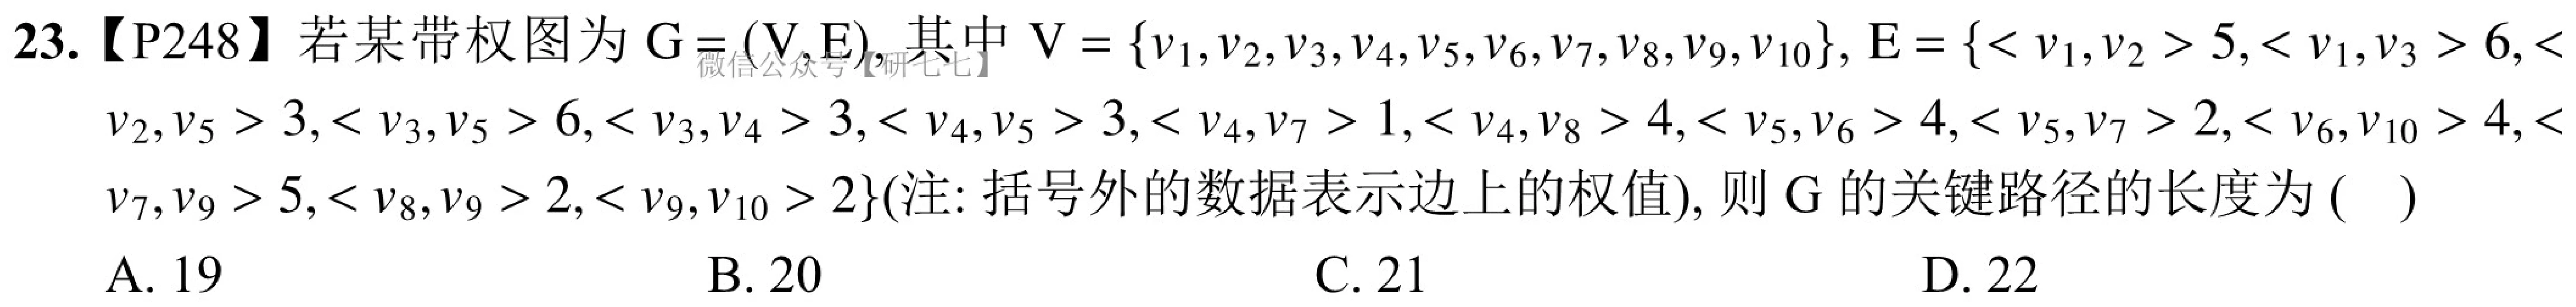 23.【P248】若某带权图为 G = (V,E), 其中 V = {v₁,v₂,v₃,v₄,v₅,v₆,v₇,v₈,v₉,v₁₀}, E = {< v₁,v₂ > 5,< v₁,v₃ > 6,<
微信公众号【研七七】
v₂,v₅ > 3,< v₃,v₅ > 6,< v₃,v₄ > 3,< v₄,v₅ > 3,< v₄,v₇ > 1,< v₄,v₈ > 4,< v₅,v₆ > 4,< v₅,v₇ > 2,< v₆,v₁₀ > 4,<
v₇,v₉ > 5,< v₈,v₉ > 2,< v₉,v₁₀ > 2}(注: 括号外的数据表示边上的权值), 则 G 的关键路径的长度为 ( )
A. 19 B. 20 C. 21 D. 22